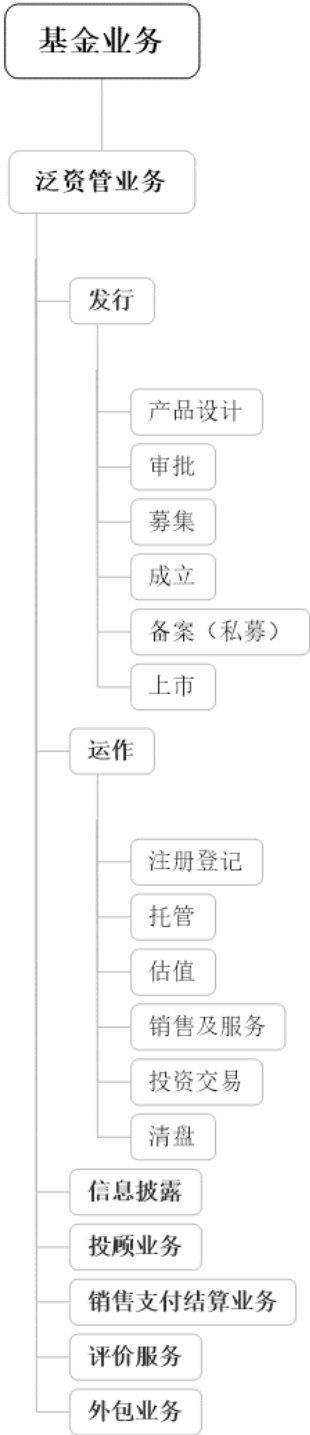 基金业务
泛资管业务
发行
产品设计
审批
募集
成立
备案（私募）
上市
运作
注册登记
托管
估值
销售及服务
投资交易
清盘
信息披露
投顾业务
销售支付结算业务
评价服务
外包业务